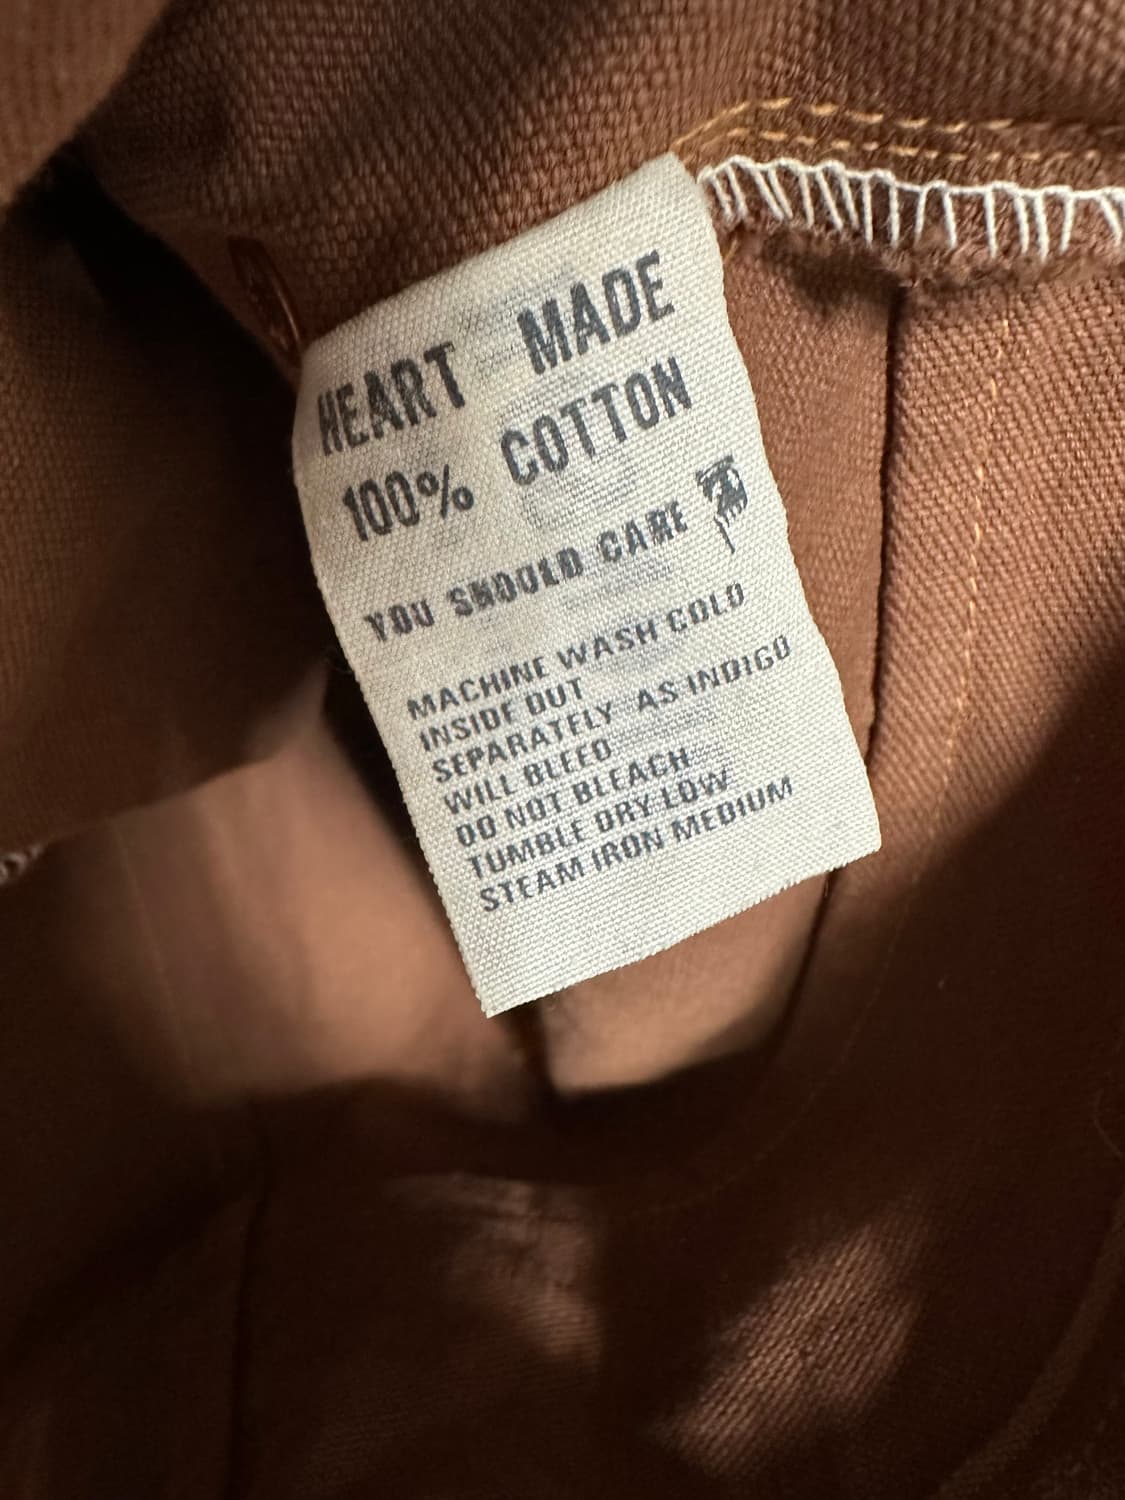 HEART MADE
100% COTTON
YOU SHOULD CARE
MACHINE WASH COLD
INSIDE OUT
SEPARATELY AS INDIGO
WILL BLEED
DO NOT BLEACH
TUMBLE DRY LOW
STEAM IRON MEDIUM